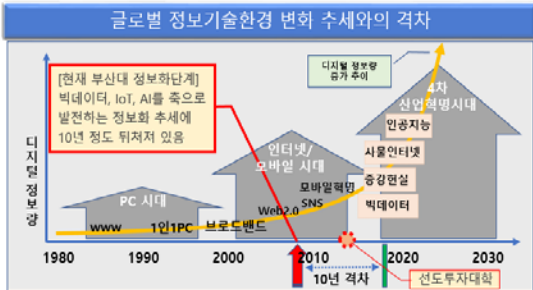 글로벌 정보기술환경 변화 추세와의 격차
[현재 부산대 정보화단계]
빅데이터, IoT, AI를 축으로
발전하는 정보화 추세에
10년 정도 뒤처져 있음
디지털 정보량
증가 추이
4차
산업혁명시대
인공지능
사물인터넷
증강현실
빅데이터
인터넷/
모바일 시대
모바일혁명
SNS
Web2.0
PC 시대
www
1인1PC
브로드밴드
디지털 정보량
1980
1990
2000
2010
2020
2030
10년 격차
선도투자대학